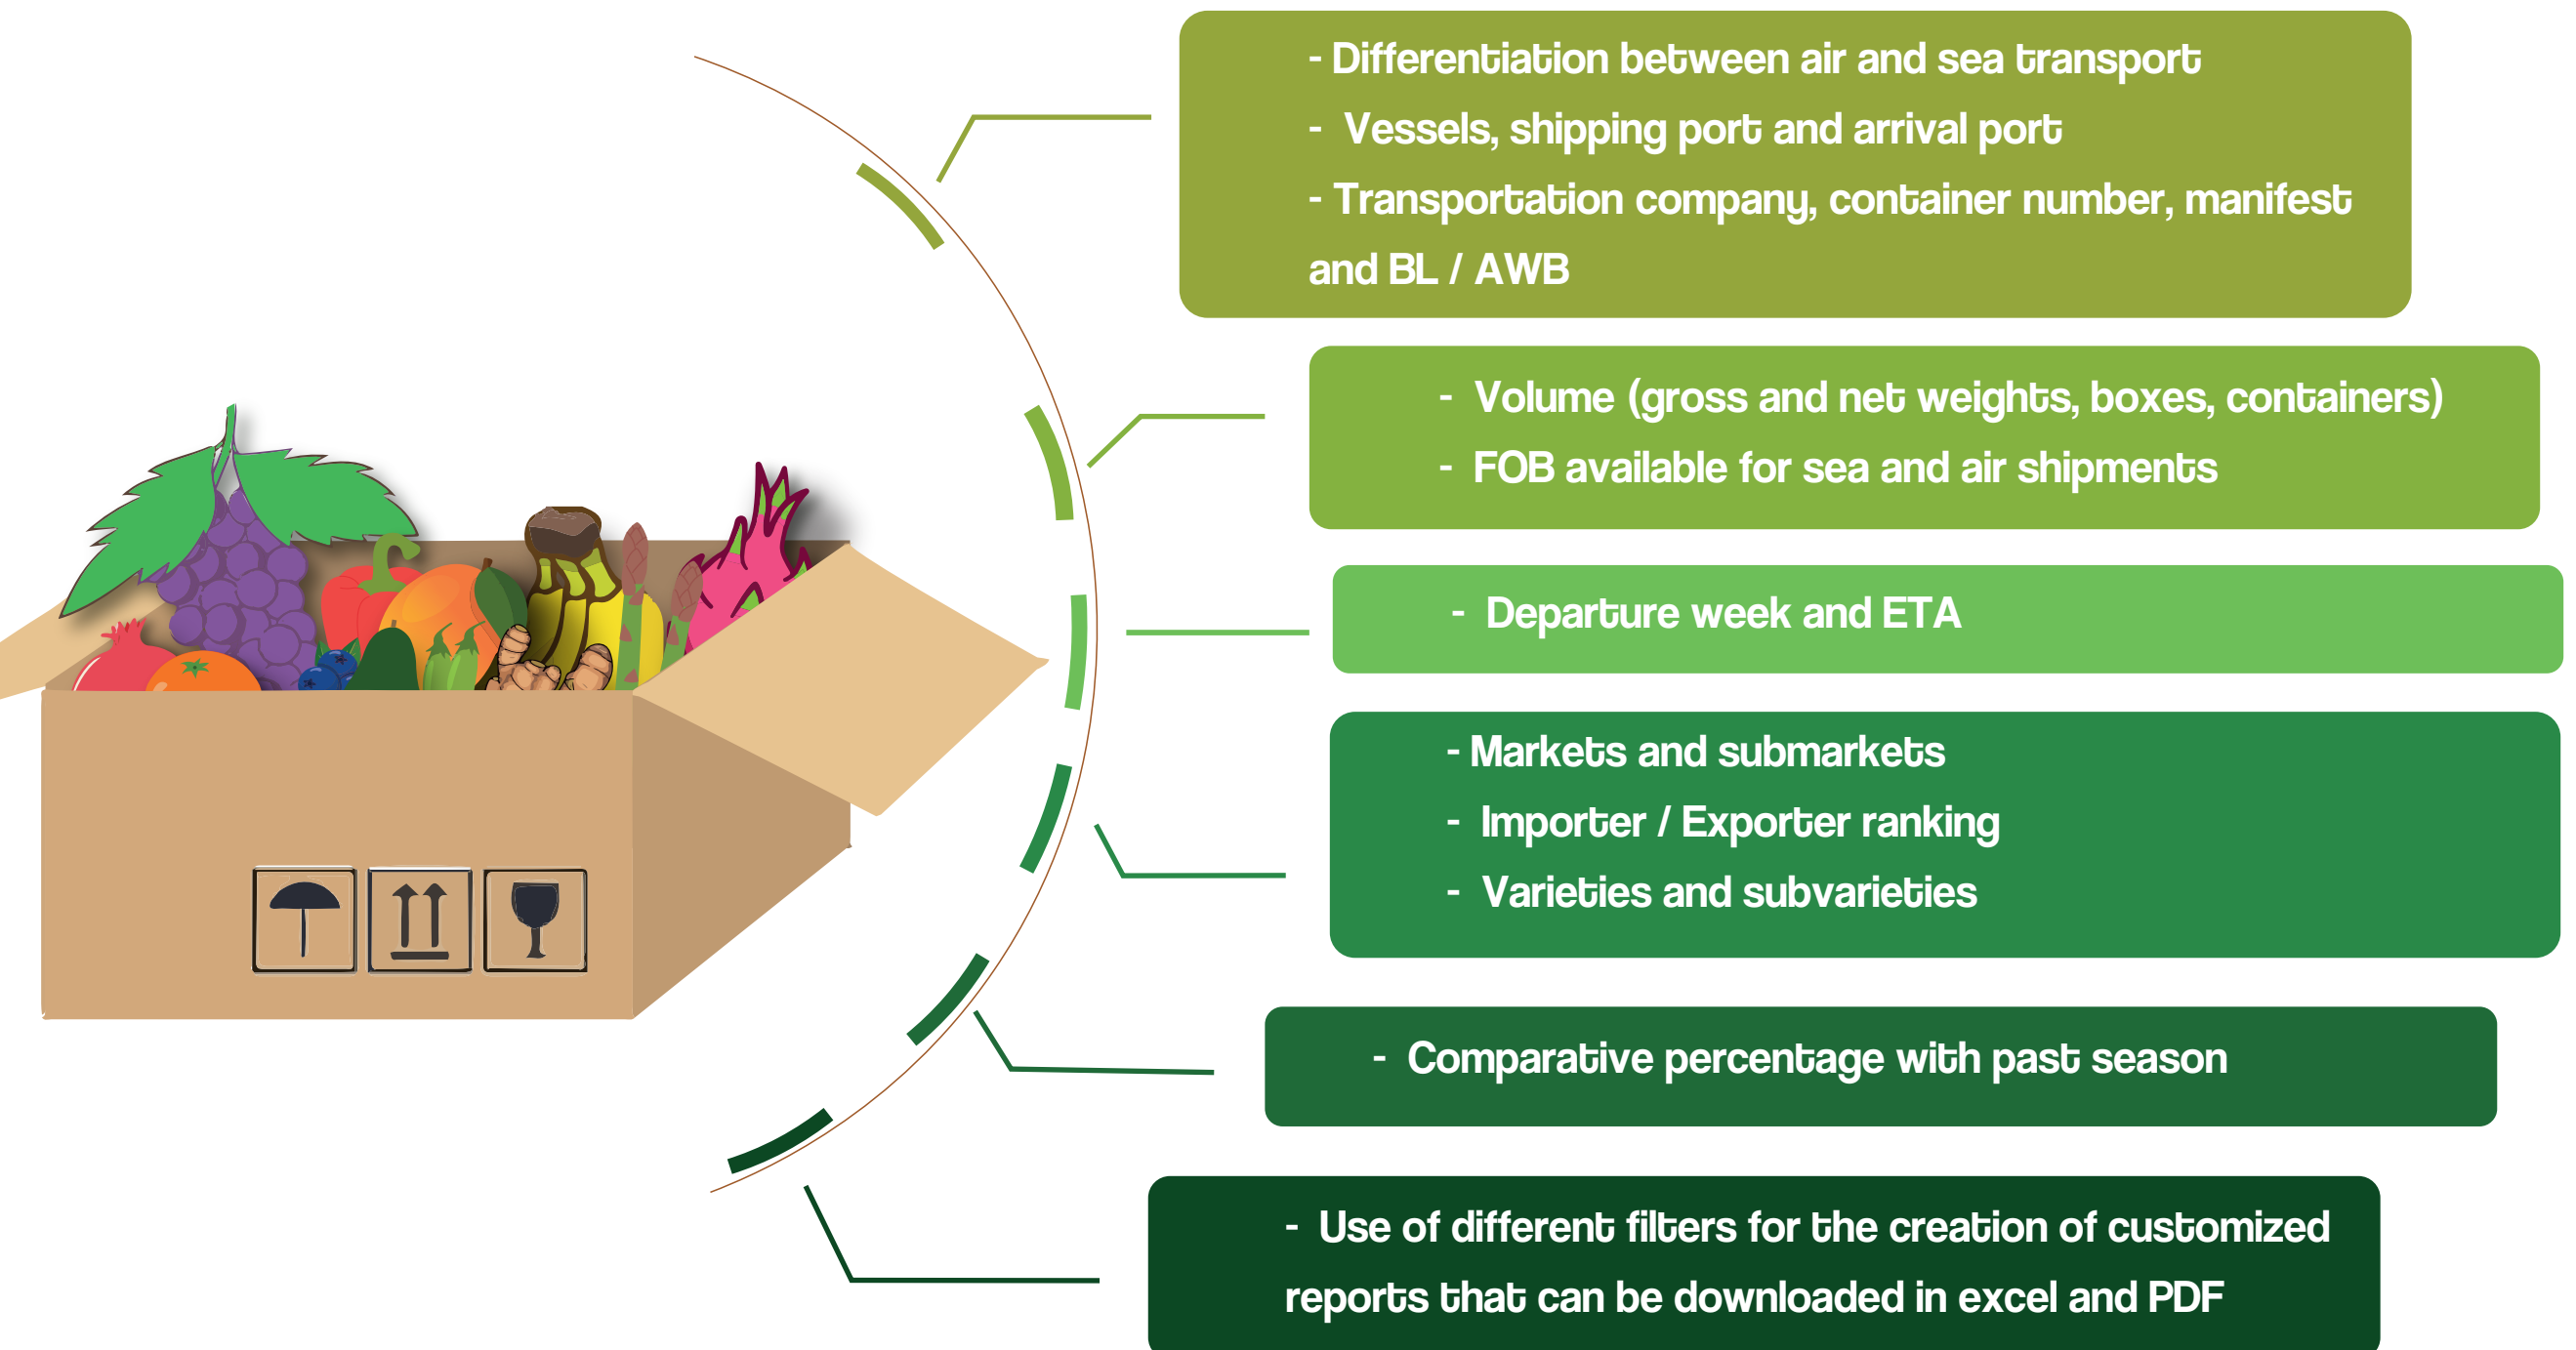 - Differentiation between air and sea transport
- Vessels, shipping port and arrival port
- Transportation company, container number, manifest
and BL / AWB
- Volume (gross and net weights, boxes, containers)
- FOB available for sea and air shipments
- Departure week and ETA
- Markets and submarkets
- Importer / Exporter ranking
- Varieties and subvarieties
- Comparative percentage with past season
- Use of different filters for the creation of customized
reports that can be downloaded in excel and PDF